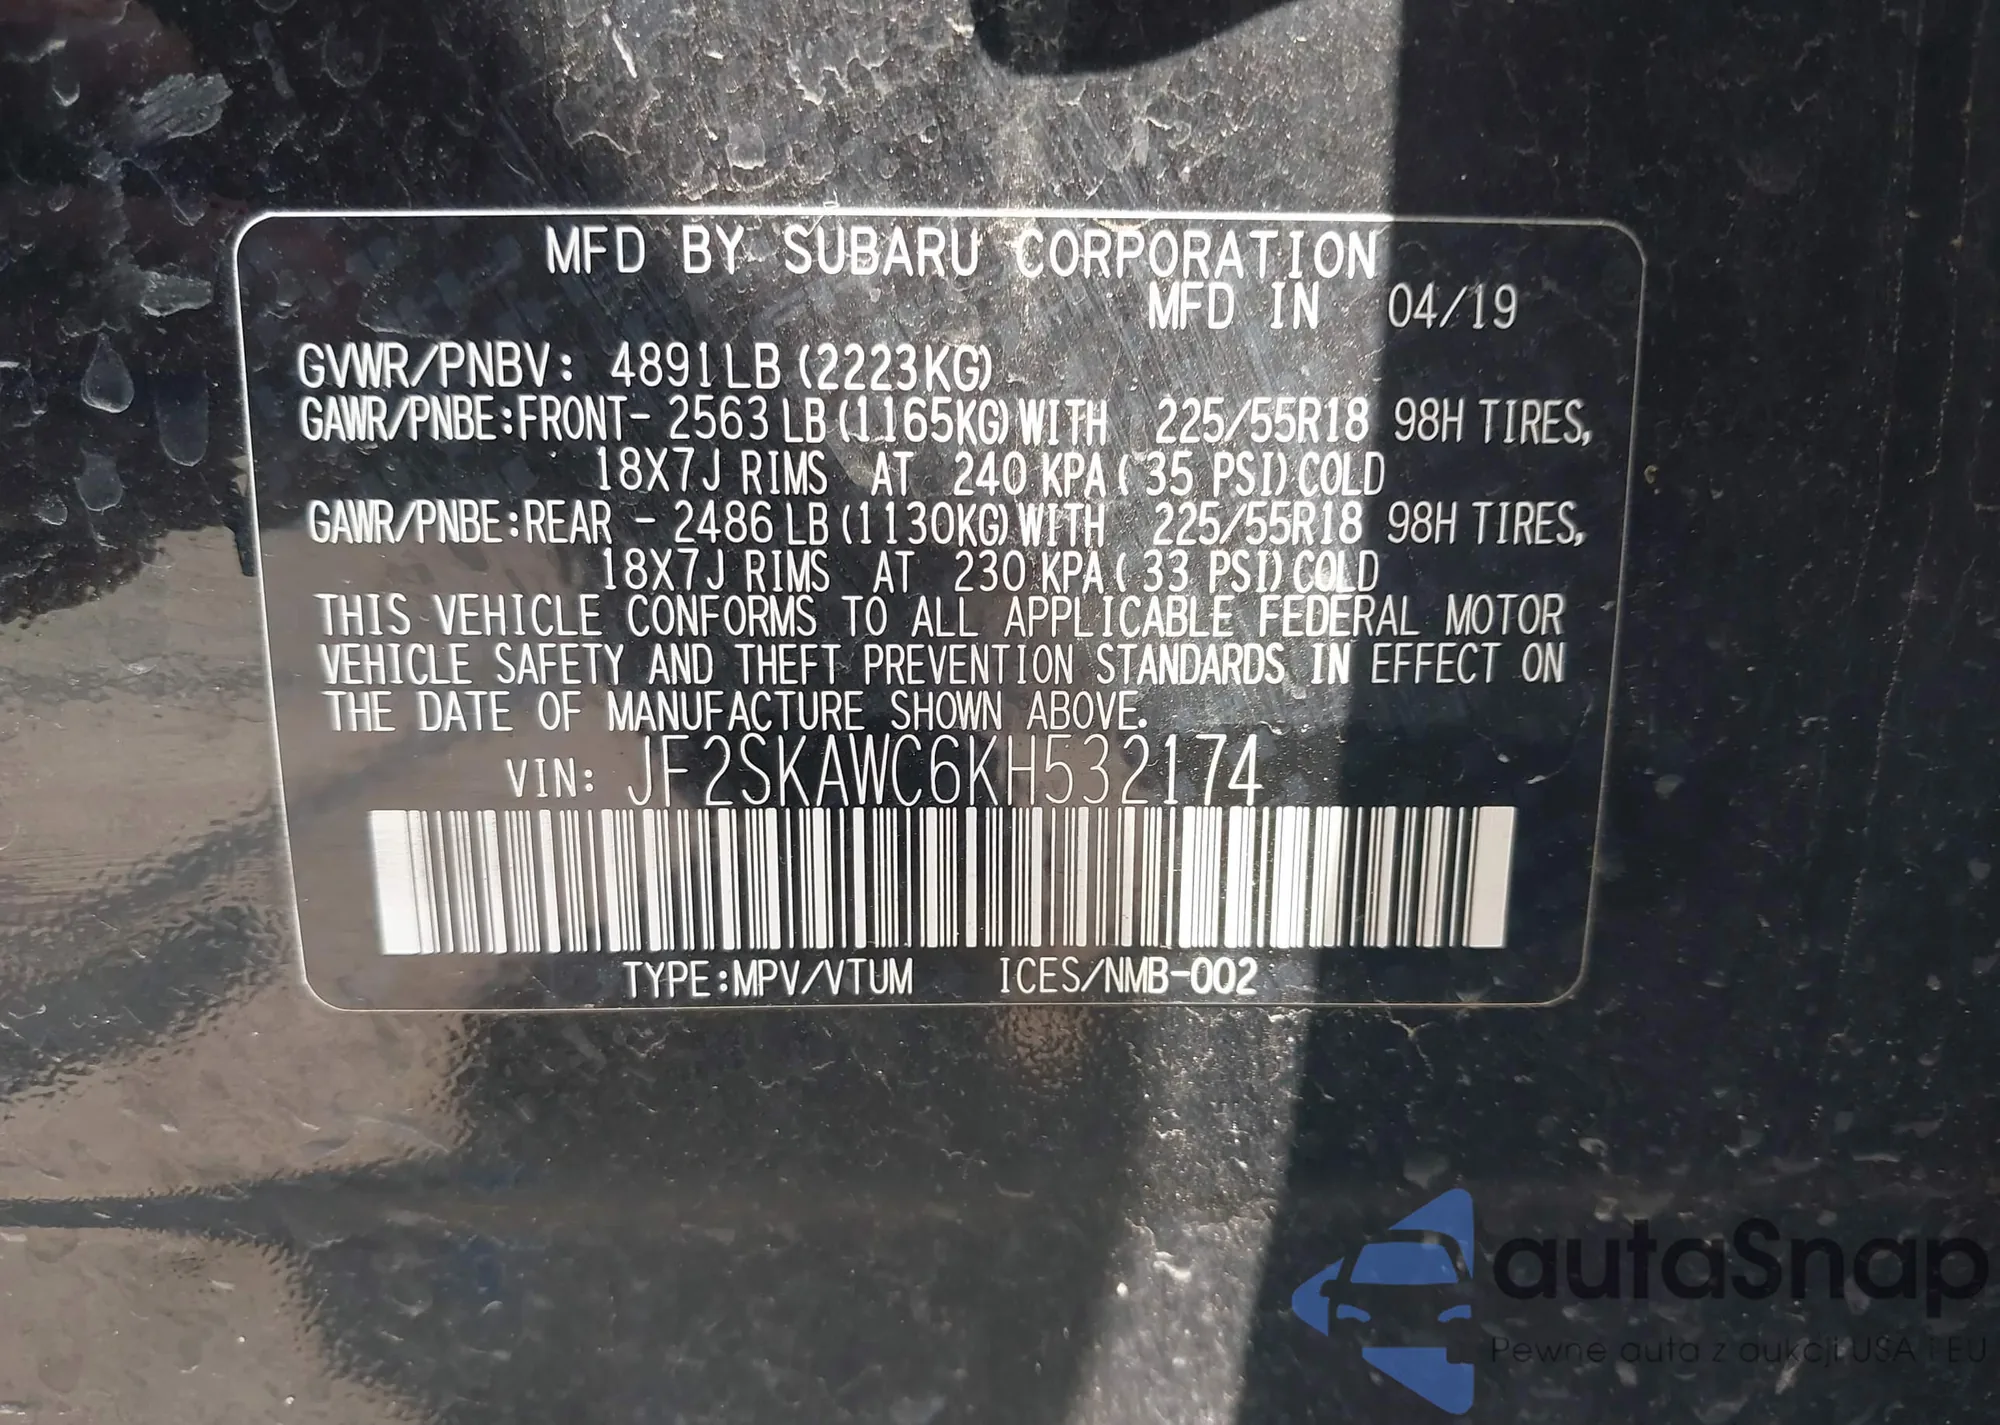 MFD BY SUBARU CORPORATION
MFD IN 04/19
GVWR/PNBV: 4891LB (2223KG)
GAWR/PNBE:FRONT- 2563 LB (1165KG) WITH 225/55R18 98H TIRES,
18X7J RIMS AT 240 KPA ( 35 PSI) COLD
GAWR/PNBE:REAR - 2486 LB (1130KG) WITH 225/55R18 98H TIRES,
18X7J RIMS AT 230 KPA ( 33 PSI) COLD
THIS VEHICLE CONFORMS TO ALL APPLICABLE FEDERAL MOTOR
VEHICLE SAFETY AND THEFT PREVENTION STANDARDS IN EFFECT ON
THE DATE OF MANUFACTURE SHOWN ABOVE.
VIN: JF2SKAWC6KH532174
TYPE:MPV/VTUM ICES/NMB-002
autaSnap
Pewne auta z aukcji USA i EU